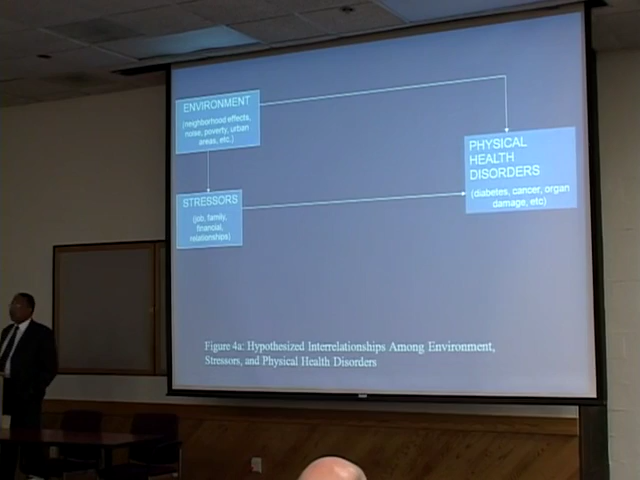 ENVIRONMENT
(neighborhood effects,
noise, poverty, urban
areas, etc.)
PHYSICAL
HEALTH
DISORDERS
(diabetes, cancer, organ
damage, etc)
STRESSORS
(job, family,
financial,
relationships)
Figure 4a: Hypothesized Interrelationships Among Environment,
Stressors, and Physical Health Disorders